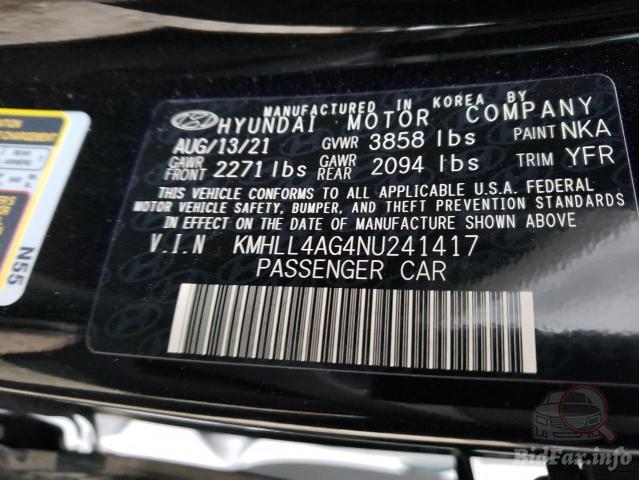 MANUFACTURED IN KOREA BY
HYUNDAI MOTOR COMPANY
AUG/13/21 GVWR 3858 lbs PAINT NKA
GAWR FRONT 2271 lbs GAWR REAR 2094 lbs TRIM YFR
THIS VEHICLE CONFORMS TO ALL APPLICABLE U.S.A. FEDERAL
MOTOR VEHICLE SAFETY, BUMPER, AND THEFT PREVENTION STANDARDS
IN EFFECT ON THE DATE OF MANUFACTURE SHOWN ABOVE.
V.I.N KMHLL4AG4NU241417
PASSENGER CAR
N55
BidFax.info